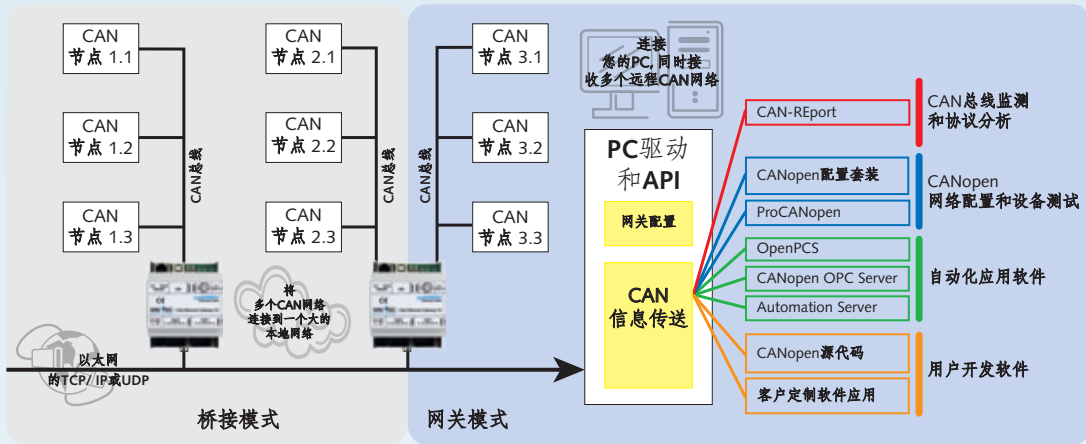 CAN
节点 1.1
CAN
节点 1.2
CAN
节点 1.3
CAN总线
CAN
节点 2.1
CAN
节点 2.2
CAN
节点 2.3
CAN总线
CAN
节点 3.1
CAN
节点 3.2
CAN
节点 3.3
CAN总线
将
多个CAN网络
连接到一个大的
本地网络
以太网
的TCP/IP或UDP
桥接模式
网关模式
连接
您的PC, 同时接
收多个远程CAN网络
PC驱动
和API
网关配置
CAN
信息传送
CAN-REport
CANopen配置套装
ProCANopen
OpenPCS
CANopen OPC Server
Automation Server
CANopen源代码
客户定制软件应用
CAN总线监测
和协议分析
CANopen
网络配置和设备测试
自动化应用软件
用户开发软件